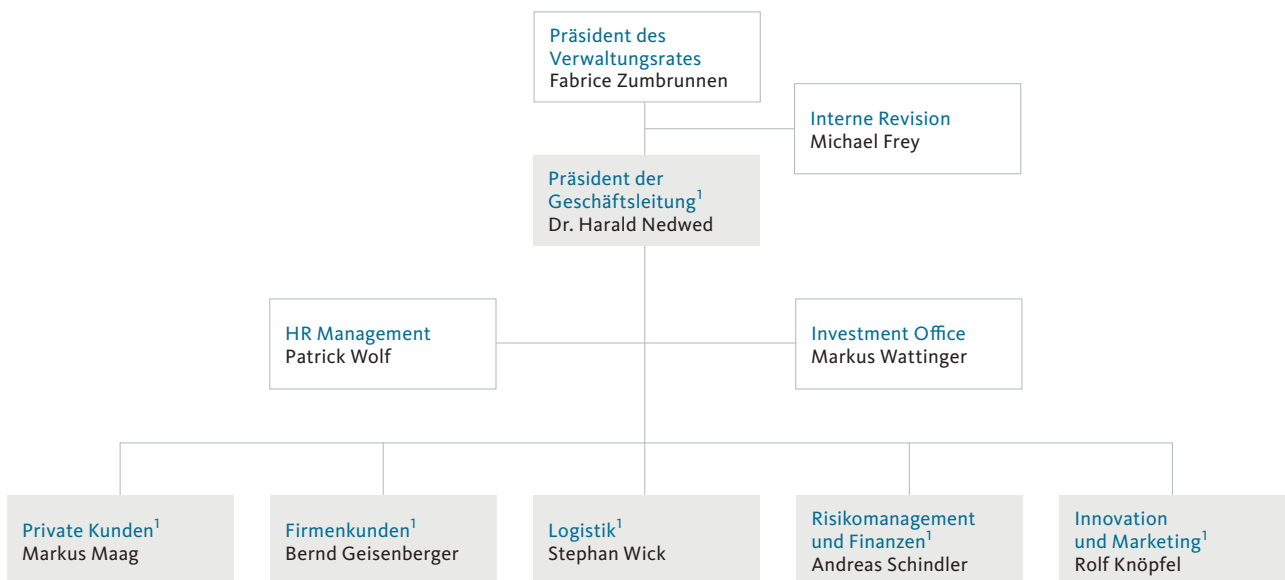 Präsident des
Verwaltungsrates
Fabrice Zumbrunnen
Interne Revision
Michael Frey
Präsident der
Geschäftsleitung¹
Dr. Harald Nedwed
HR Management
Patrick Wolf
Investment Office
Markus Wattinger
Private Kunden¹
Markus Maag
Firmenkunden¹
Bernd Geisenberger
Logistik¹
Stephan Wick
Risikomanagement
und Finanzen¹
Andreas Schindler
Innovation
und Marketing¹
Rolf Knöpfel